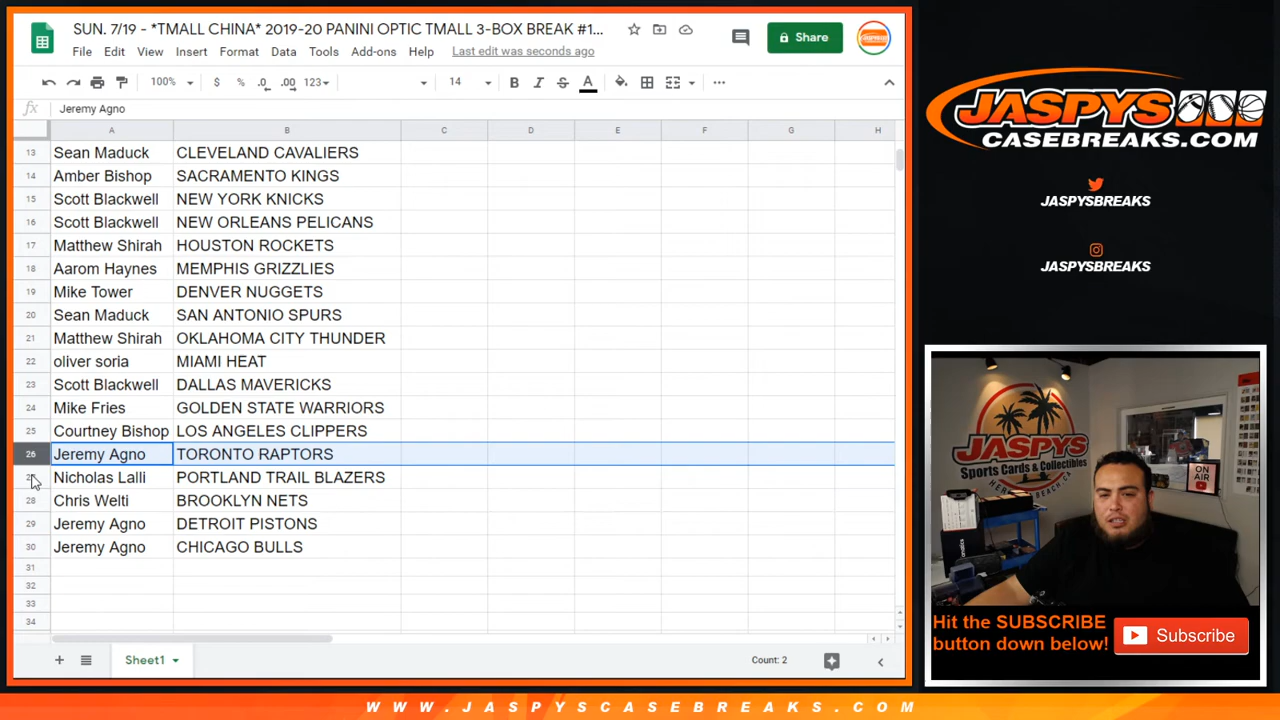 SUN. 7/19 - *TMALL CHINA* 2019-20 PANINI OPTIC TMALL 3-BOX BREAK #1...
File Edit View Insert Format Data Tools Add-ons Help Last edit was seconds ago
Share
100% $ % .0 .00 123 14 B I S A
fx Jeremy Agno
A B C D E F G H
13 Sean Maduck CLEVELAND CAVALIERS
14 Amber Bishop SACRAMENTO KINGS
15 Scott Blackwell NEW YORK KNICKS
16 Scott Blackwell NEW ORLEANS PELICANS
17 Matthew Shirah HOUSTON ROCKETS
18 Aarom Haynes MEMPHIS GRIZZLIES
19 Mike Tower DENVER NUGGETS
20 Sean Maduck SAN ANTONIO SPURS
21 Matthew Shirah OKLAHOMA CITY THUNDER
22 oliver soria MIAMI HEAT
23 Scott Blackwell DALLAS MAVERICKS
24 Mike Fries GOLDEN STATE WARRIORS
25 Courtney Bishop LOS ANGELES CLIPPERS
26 Jeremy Agno TORONTO RAPTORS
Nicholas Lalli PORTLAND TRAIL BLAZERS
28 Chris Welti BROOKLYN NETS
29 Jeremy Agno DETROIT PISTONS
30 Jeremy Agno CHICAGO BULLS
31
32
33
34
Sheet1
Count: 2
JASPYS
CASEBREAKS.COM
JASPYSBREAKS
JASPYSBREAKS
JASPYS
Sports Cards & Collectibles
ON AIR
Hit the SUBSCRIBE
button down below!
Subscribe
WWW.JASPYSCASEBREAKS.COM